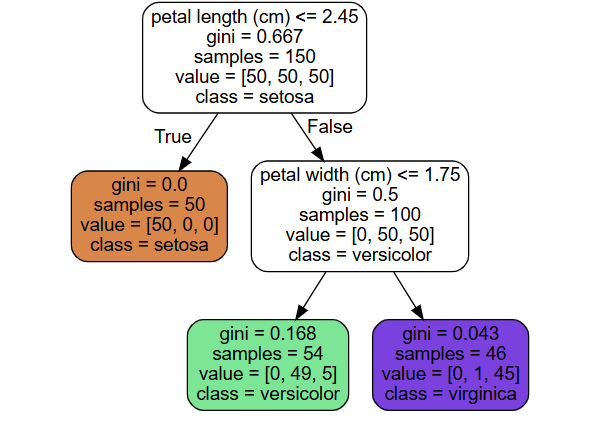 petal length (cm) <= 2.45
gini = 0.667
samples = 150
value = [50, 50, 50]
class = setosa
True
False
gini = 0.0
samples = 50
value = [50, 0, 0]
class = setosa
petal width (cm) <= 1.75
gini = 0.5
samples = 100
value = [0, 50, 50]
class = versicolor
gini = 0.168
samples = 54
value = [0, 49, 5]
class = versicolor
gini = 0.043
samples = 46
value = [0, 1, 45]
class = virginica